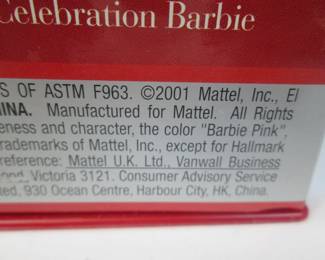 Celebration Barbie
S OF ASTM F963. ©2001 Mattel, Inc., El
HINA. Manufactured for Mattel. All Rights
eness and character, the color "Barbie Pink",
rademarks of Mattel, Inc., except for Hallmark
reference: Mattel U.K. Ltd., Vanwall Business
ond, Victoria 3121. Consumer Advisory Service
ted, 930 Ocean Centre, Harbour City, HK, China.